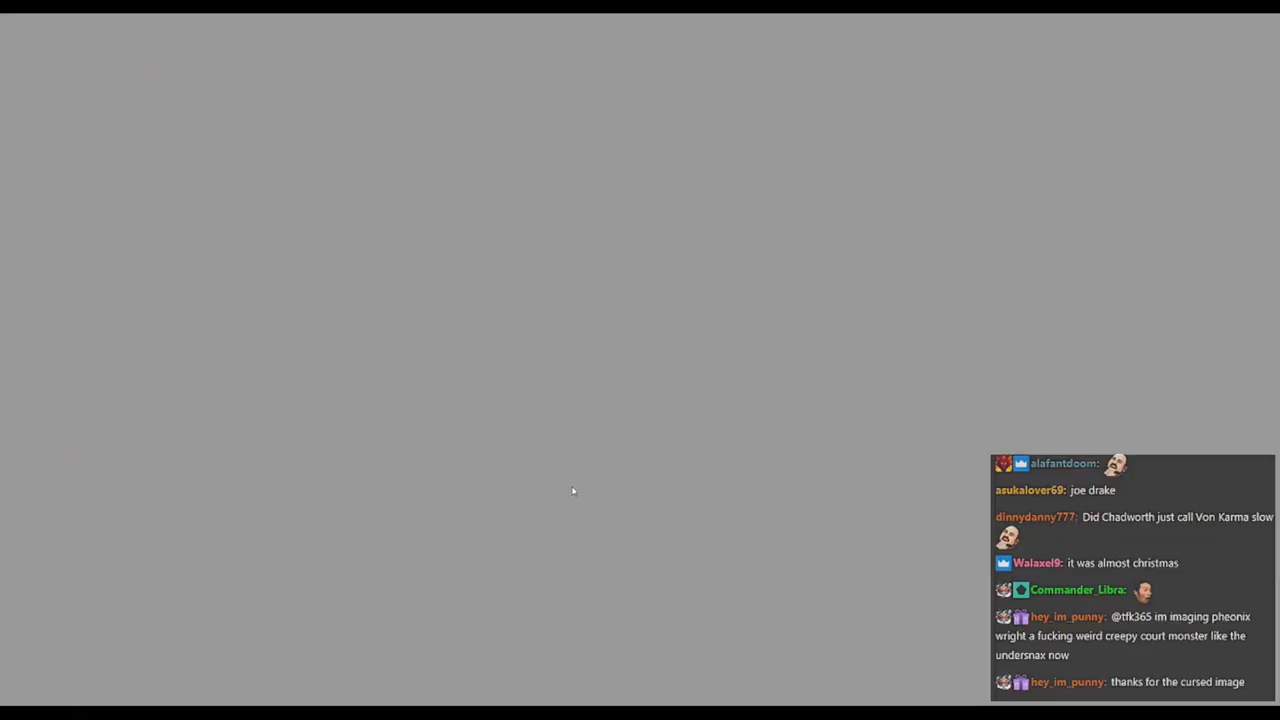 alafantdoom:
asukalover69: joe drake
dinnydanny777: Did Chadworth just call Von Karma slow
Walaxel9: it was almost christmas
Commander_Libra:
hey_im_punny: @tfk365 im imaging pheonix
wright a fucking weird creepy court monster like the
undersnax now
hey_im_punny: thanks for the cursed image